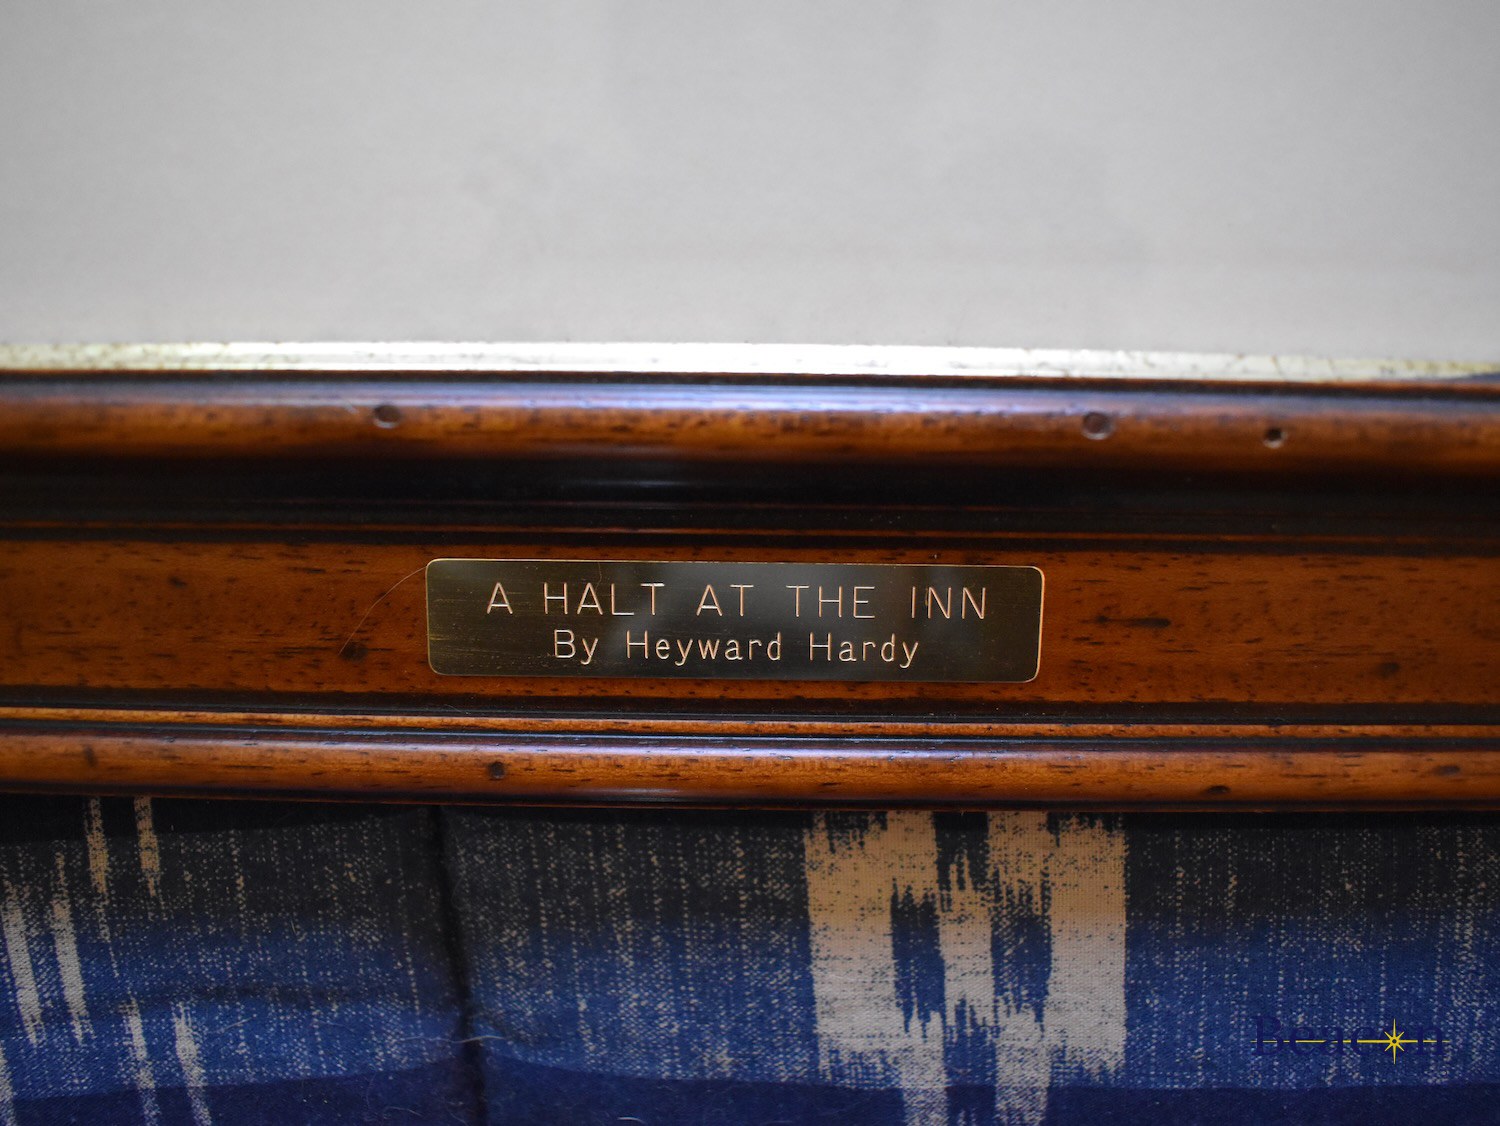 A HALT AT THE INN
By Heyward Hardy
Beacon